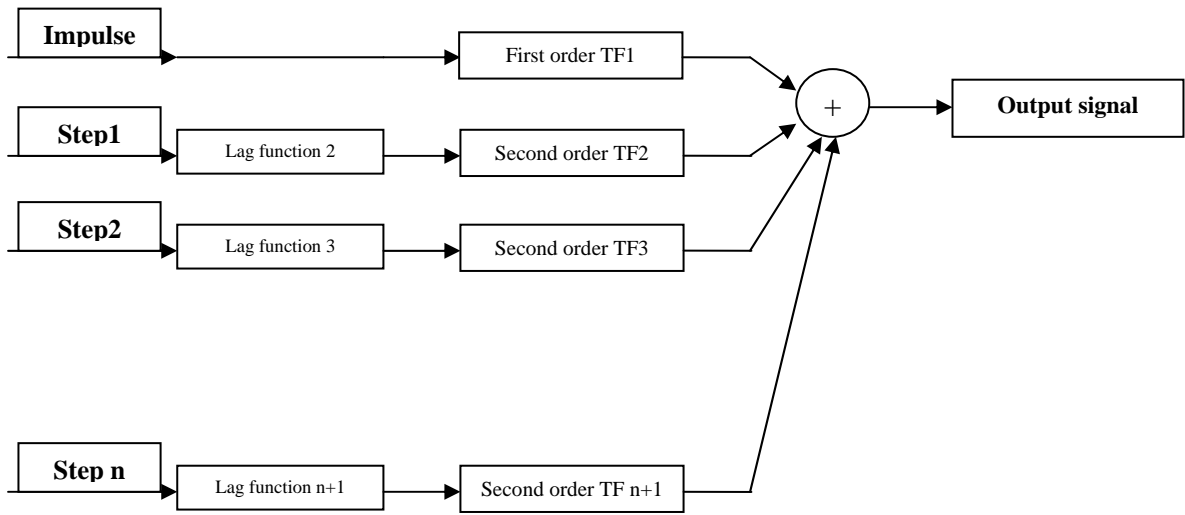 Impulse
First order TF1
+
Output signal
Step1
Lag function 2
Second order TF2
Step2
Lag function 3
Second order TF3
Step n
Lag function n+1
Second order TF n+1